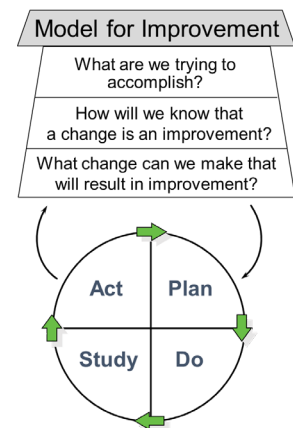 Model for Improvement
What are we trying to
accomplish?
How will we know that
a change is an improvement?
What change can we make that
will result in improvement?
Act
Plan
Study
Do